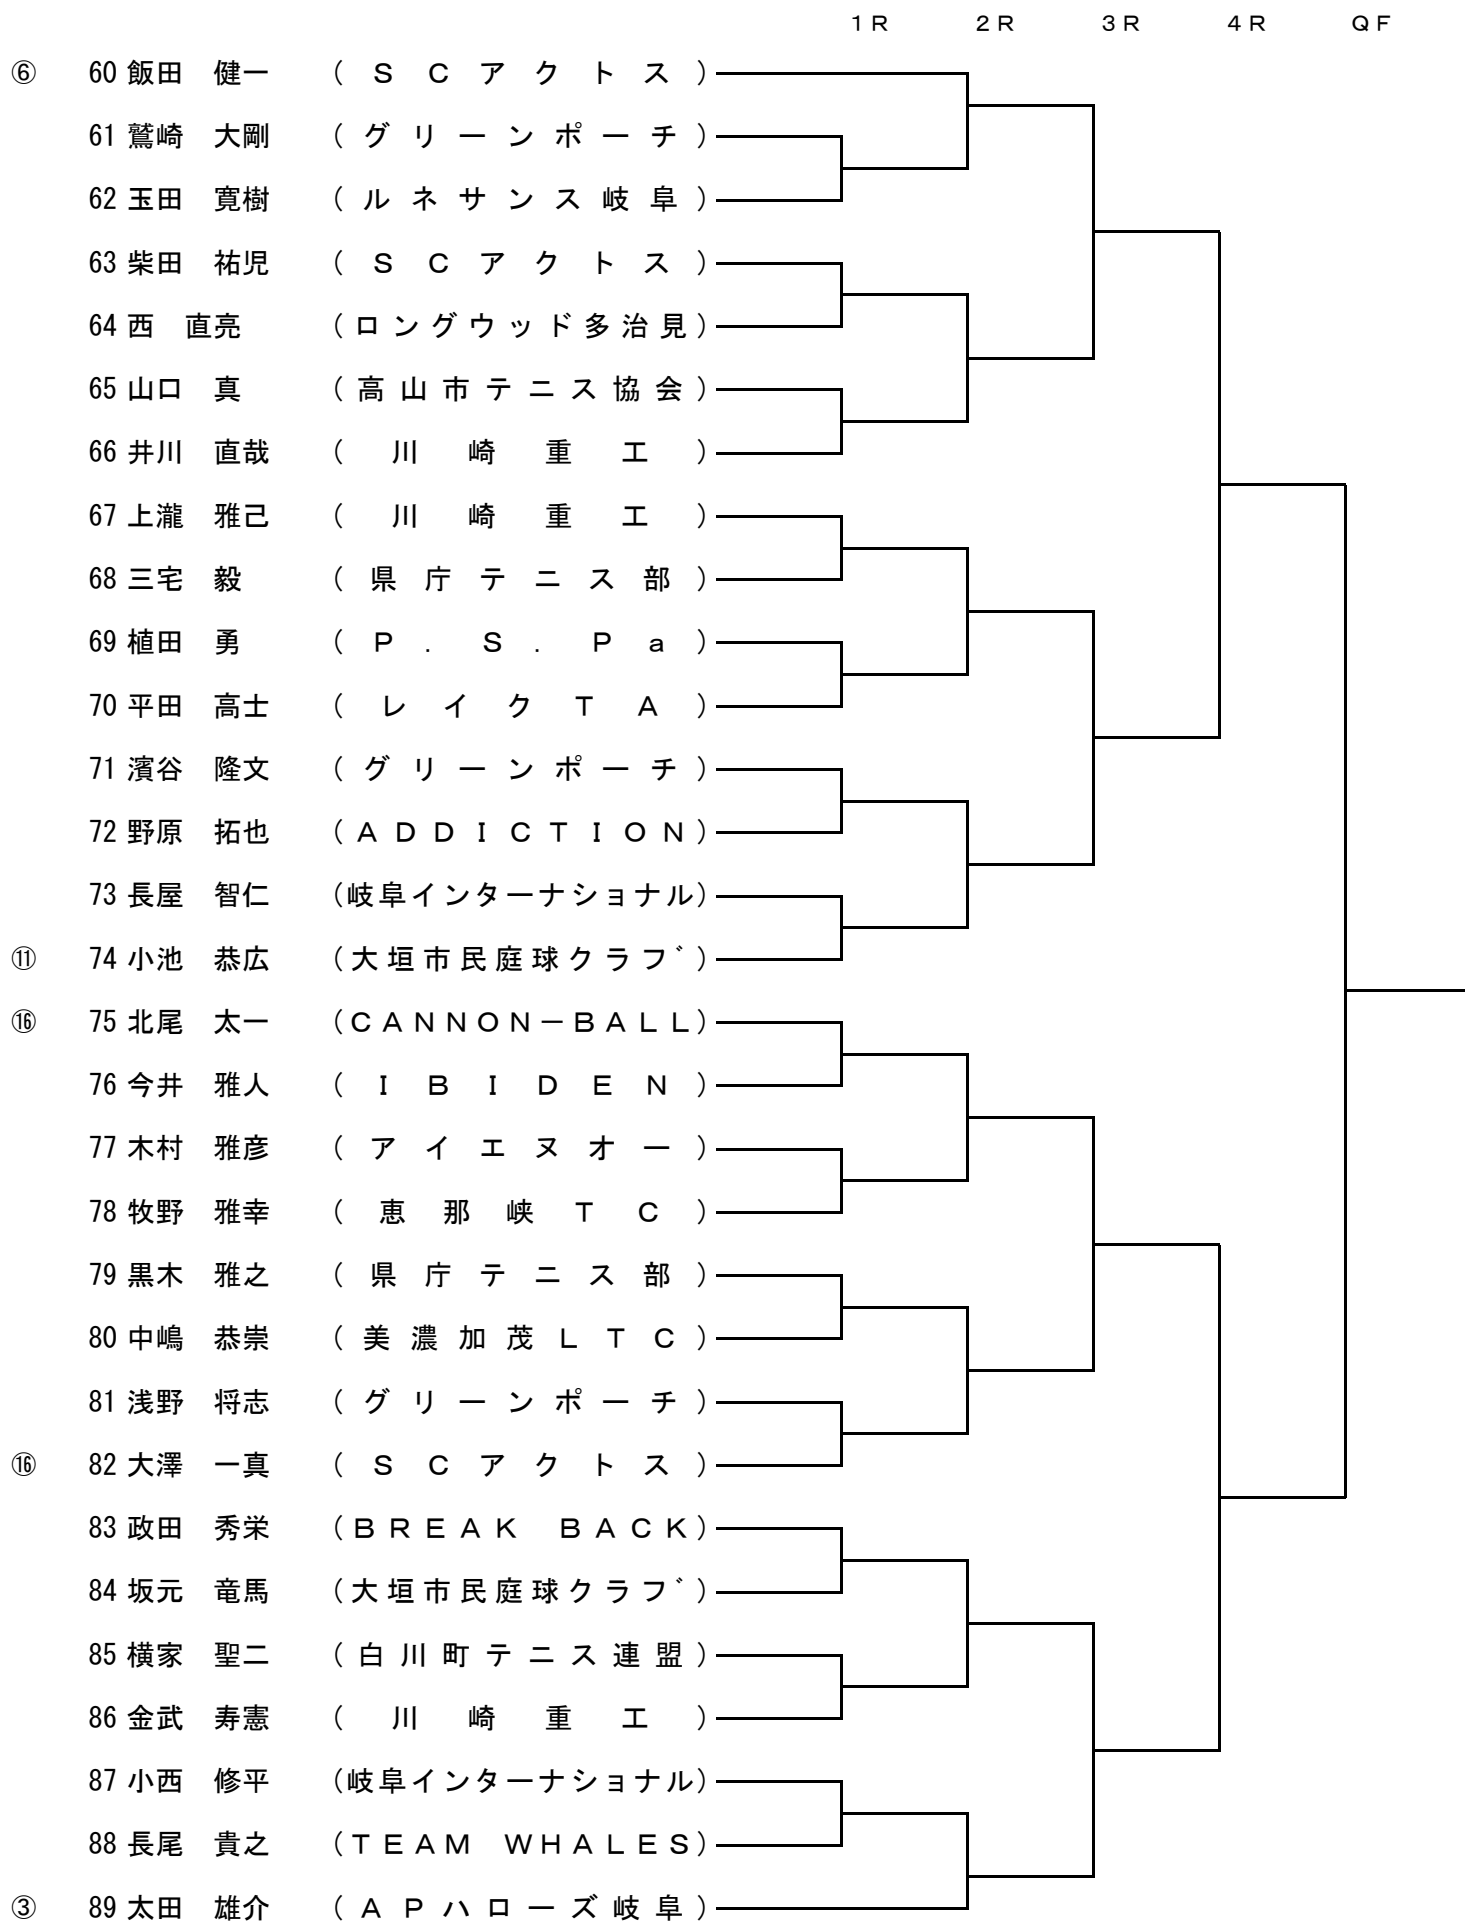 1R 2R 3R 4R QF
⑥ 60 飯田 健一 (SCアクトス)
61 鷲崎 大剛 (グリーンポーチ)
62 玉田 寛樹 (ルネサンス岐阜)
63 柴田 祐児 (SCアクトス)
64 西 直亮 (ロングウッド多治見)
65 山口 真 (高山市テニス協会)
66 井川 直哉 (川崎重工)
67 上瀧 雅己 (川崎重工)
68 三宅 毅 (県庁テニス部)
69 植田 勇 (P.S.Pa)
70 平田 高士 (レイクTA)
71 濱谷 隆文 (グリーンポーチ)
72 野原 拓也 (ADDICTION)
73 長屋 智仁 (岐阜インターナショナル)
⑪ 74 小池 恭広 (大垣市民庭球クラブ)
⑯ 75 北尾 太一 (CANNON-BALL)
76 今井 雅人 (IBIDEN)
77 木村 雅彦 (アイエヌオー)
78 牧野 雅幸 (恵那峡TC)
79 黒木 雅之 (県庁テニス部)
80 中嶋 恭崇 (美濃加茂LTC)
81 浅野 将志 (グリーンポーチ)
⑯ 82 大澤 一真 (SCアクトス)
83 政田 秀栄 (BREAK BACK)
84 坂元 竜馬 (大垣市民庭球クラブ)
85 横家 聖二 (白川町テニス連盟)
86 金武 寿憲 (川崎重工)
87 小西 修平 (岐阜インターナショナル)
88 長尾 貴之 (TEAM WHALES)
③ 89 太田 雄介 (APハローズ岐阜)